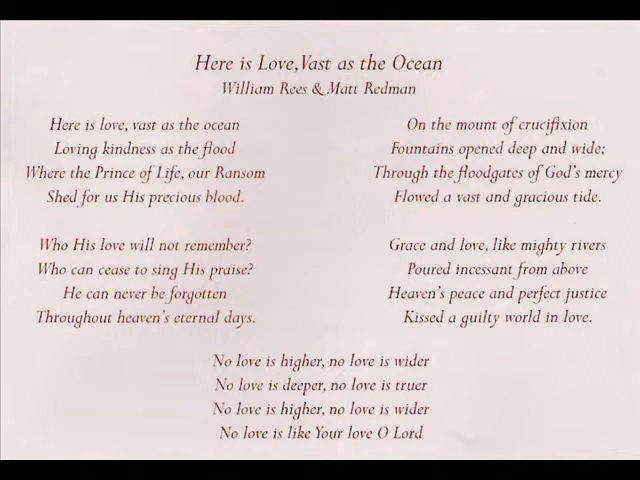 Here is Love, Vast as the Ocean
William Rees & Matt Redman
Here is love, vast as the ocean
Loving kindness as the flood
Where the Prince of Life, our Ransom
Shed for us His precious blood.
Who His love will not remember?
Who can cease to sing His praise?
He can never be forgotten
Throughout heaven's eternal days.
On the mount of crucifixion
Fountains opened deep and wide;
Through the floodgates of God's mercy
Flowed a vast and gracious tide.
Grace and love, like mighty rivers
Poured incessant from above
Heaven's peace and perfect justice
Kissed a guilty world in love.
No love is higher, no love is wider
No love is deeper, no love is truer
No love is higher, no love is wider
No love is like Your love O Lord